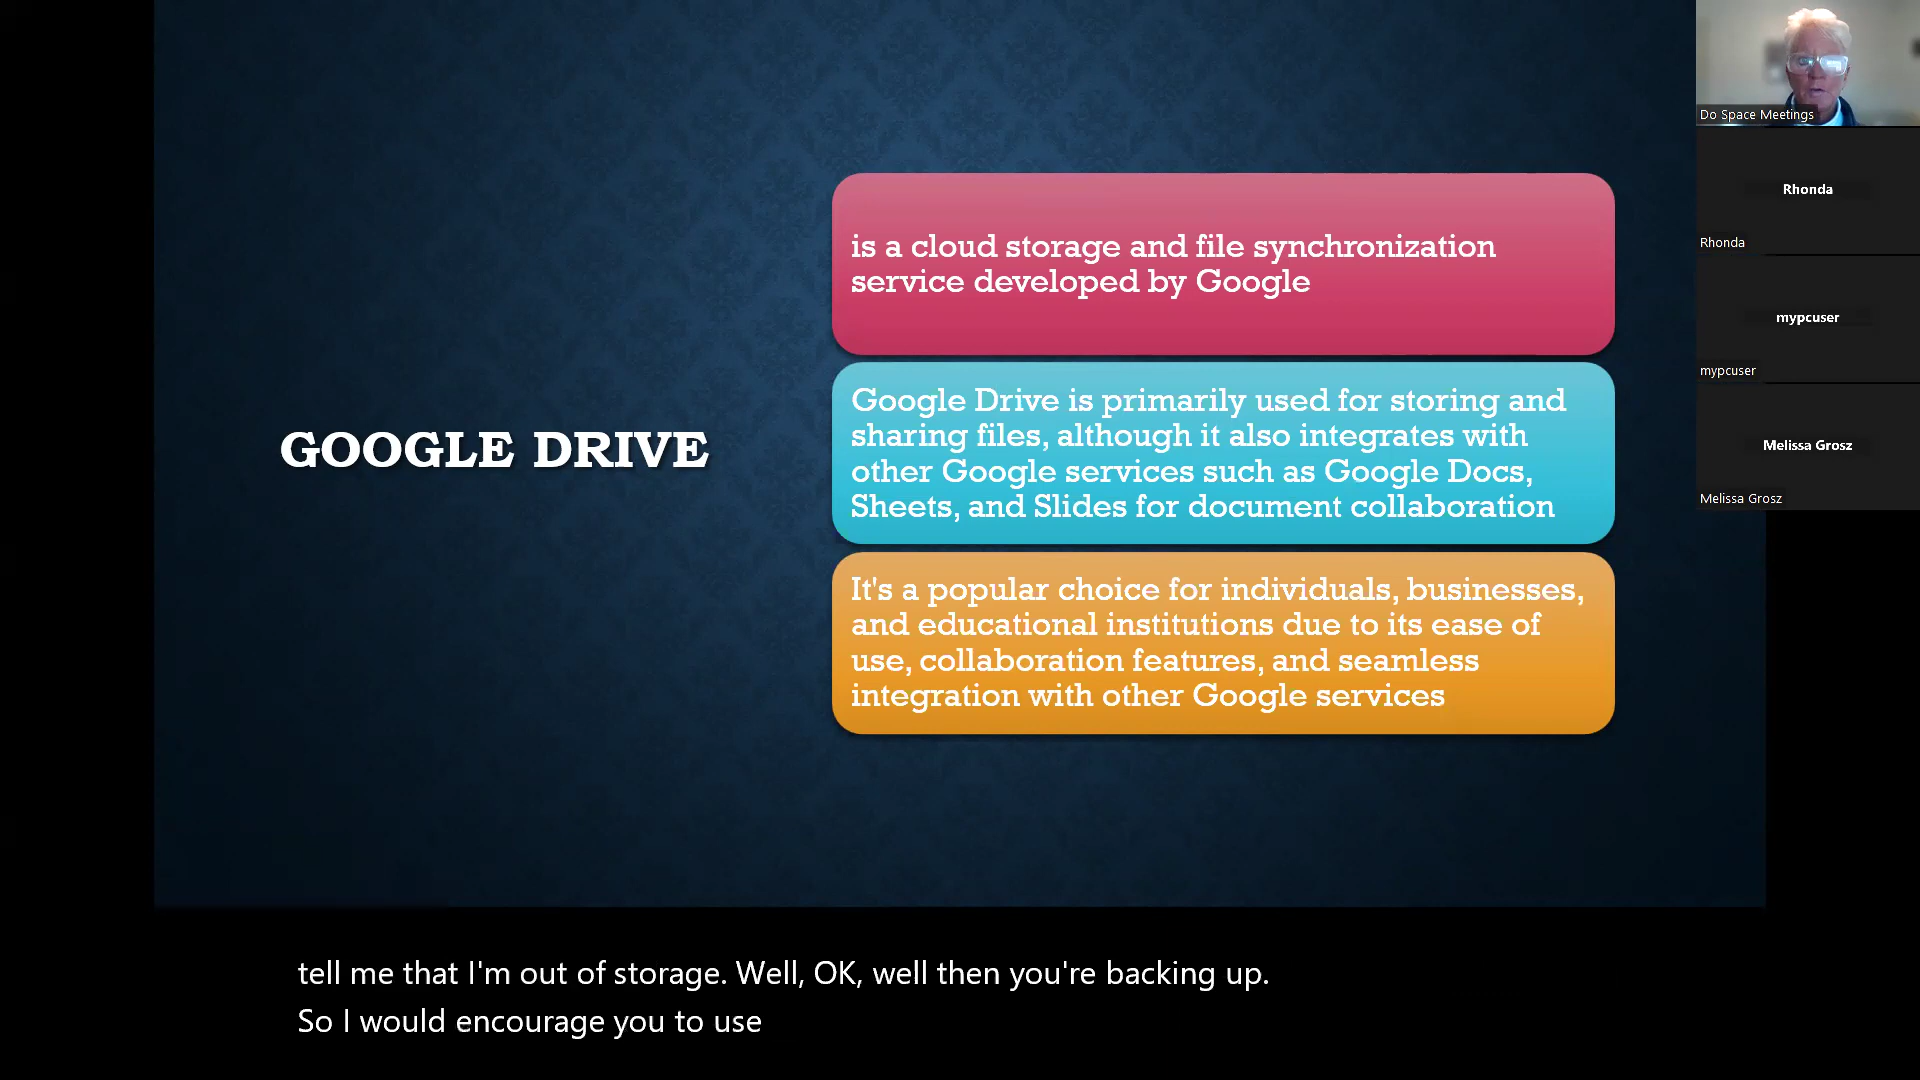 GOOGLE DRIVE
is a cloud storage and file synchronization
service developed by Google
Google Drive is primarily used for storing and
sharing files, although it also integrates with
other Google services such as Google Docs,
Sheets, and Slides for document collaboration
It's a popular choice for individuals, businesses,
and educational institutions due to its ease of
use, collaboration features, and seamless
integration with other Google services
Do Space Meetings
Rhonda
Rhonda
mypcuser
mypcuser
Melissa Grosz
Melissa Grosz
tell me that I'm out of storage. Well, OK, well then you're backing up.
So I would encourage you to use